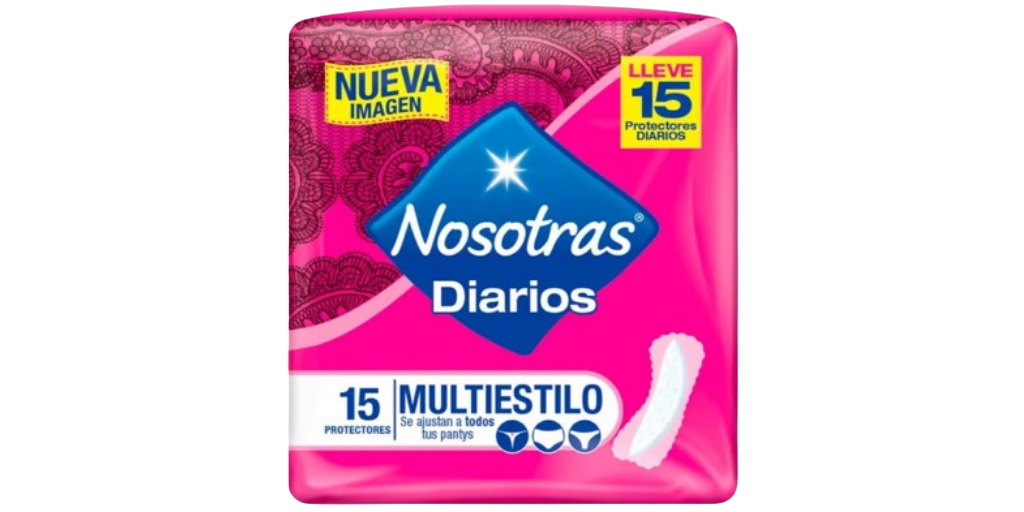 NUEVA
IMAGEN
LLEVE
15
Protectores
DIARIOS
Nosotras®
Diarios
15
PROTECTORES
MULTIESTILO
Se ajustan a todos
tus pantys